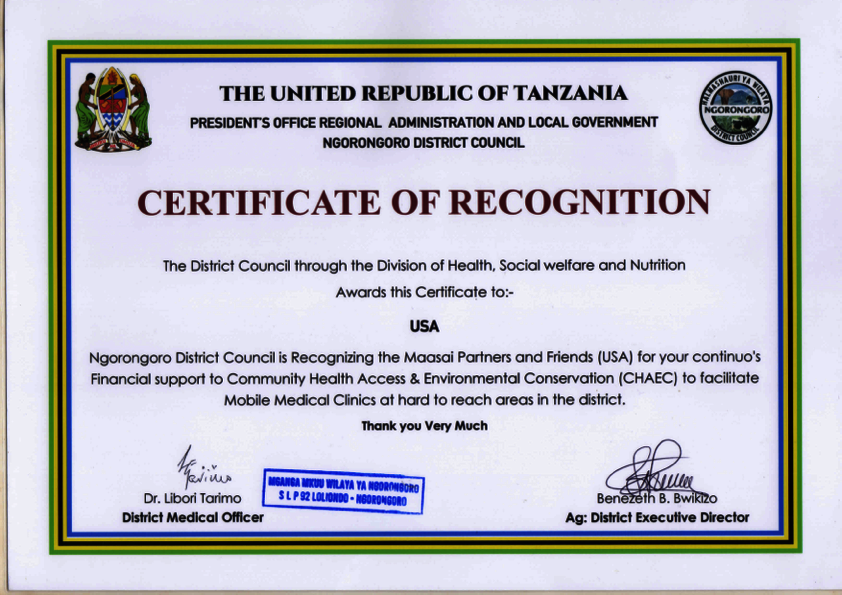 THE UNITED REPUBLIC OF TANZANIA
PRESIDENT'S OFFICE REGIONAL ADMINISTRATION AND LOCAL GOVERNMENT
NGORONGORO DISTRICT COUNCIL
HALMASHAURI YA WILAYA
NGORONGORO
DISTRICT COUNCIL
CERTIFICATE OF RECOGNITION
The District Council through the Division of Health, Social welfare and Nutrition
Awards this Certificate to:-
USA
Ngorongoro District Council is Recognizing the Maasai Partners and Friends (USA) for your continuo's
Financial support to Community Health Access & Environmental Conservation (CHAEC) to facilitate
Mobile Medical Clinics at hard to reach areas in the district.
Thank you Very Much
Tarimo
Dr. Libori Tarimo
District Medical Officer
MGANGA MKUU WILAYA YA NGORONGORO
S L P 92 LOLIONDO - NGORONGORO
Benezeth B. Bwikizo
Ag: District Executive Director